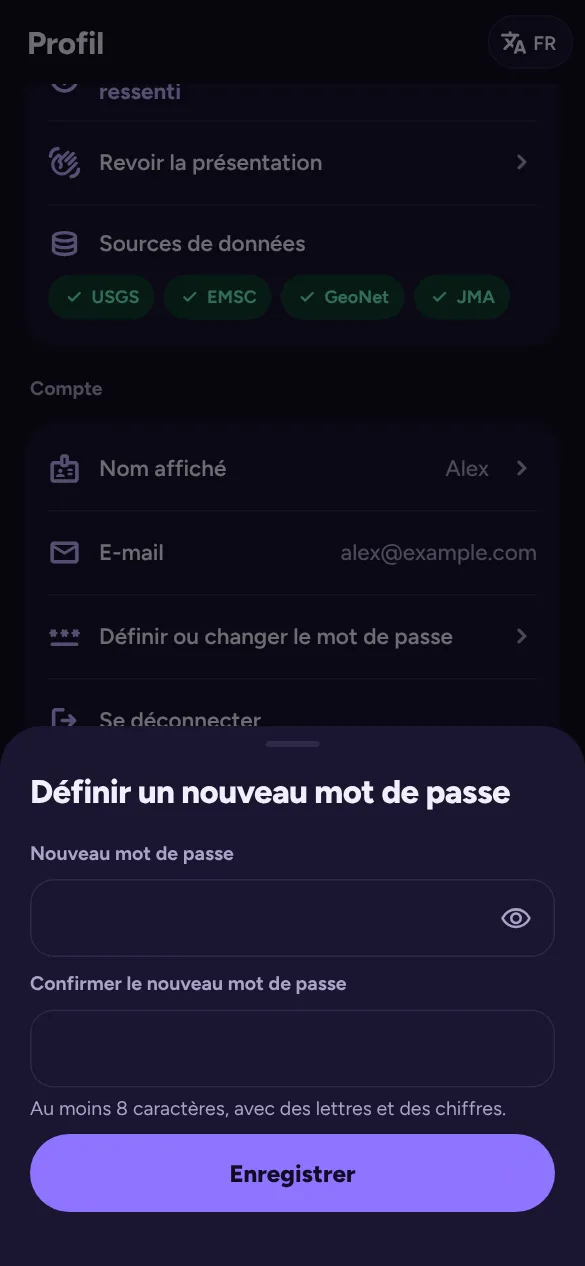 Profil
FR
ressenti
Revoir la présentation
Sources de données
USGS
EMSC
GeoNet
JMA
Compte
Nom affiché
Alex
E-mail
alex@example.com
Définir ou changer le mot de passe
Se déconnecter
Définir un nouveau mot de passe
Nouveau mot de passe
Confirmer le nouveau mot de passe
Au moins 8 caractères, avec des lettres et des chiffres.
Enregistrer